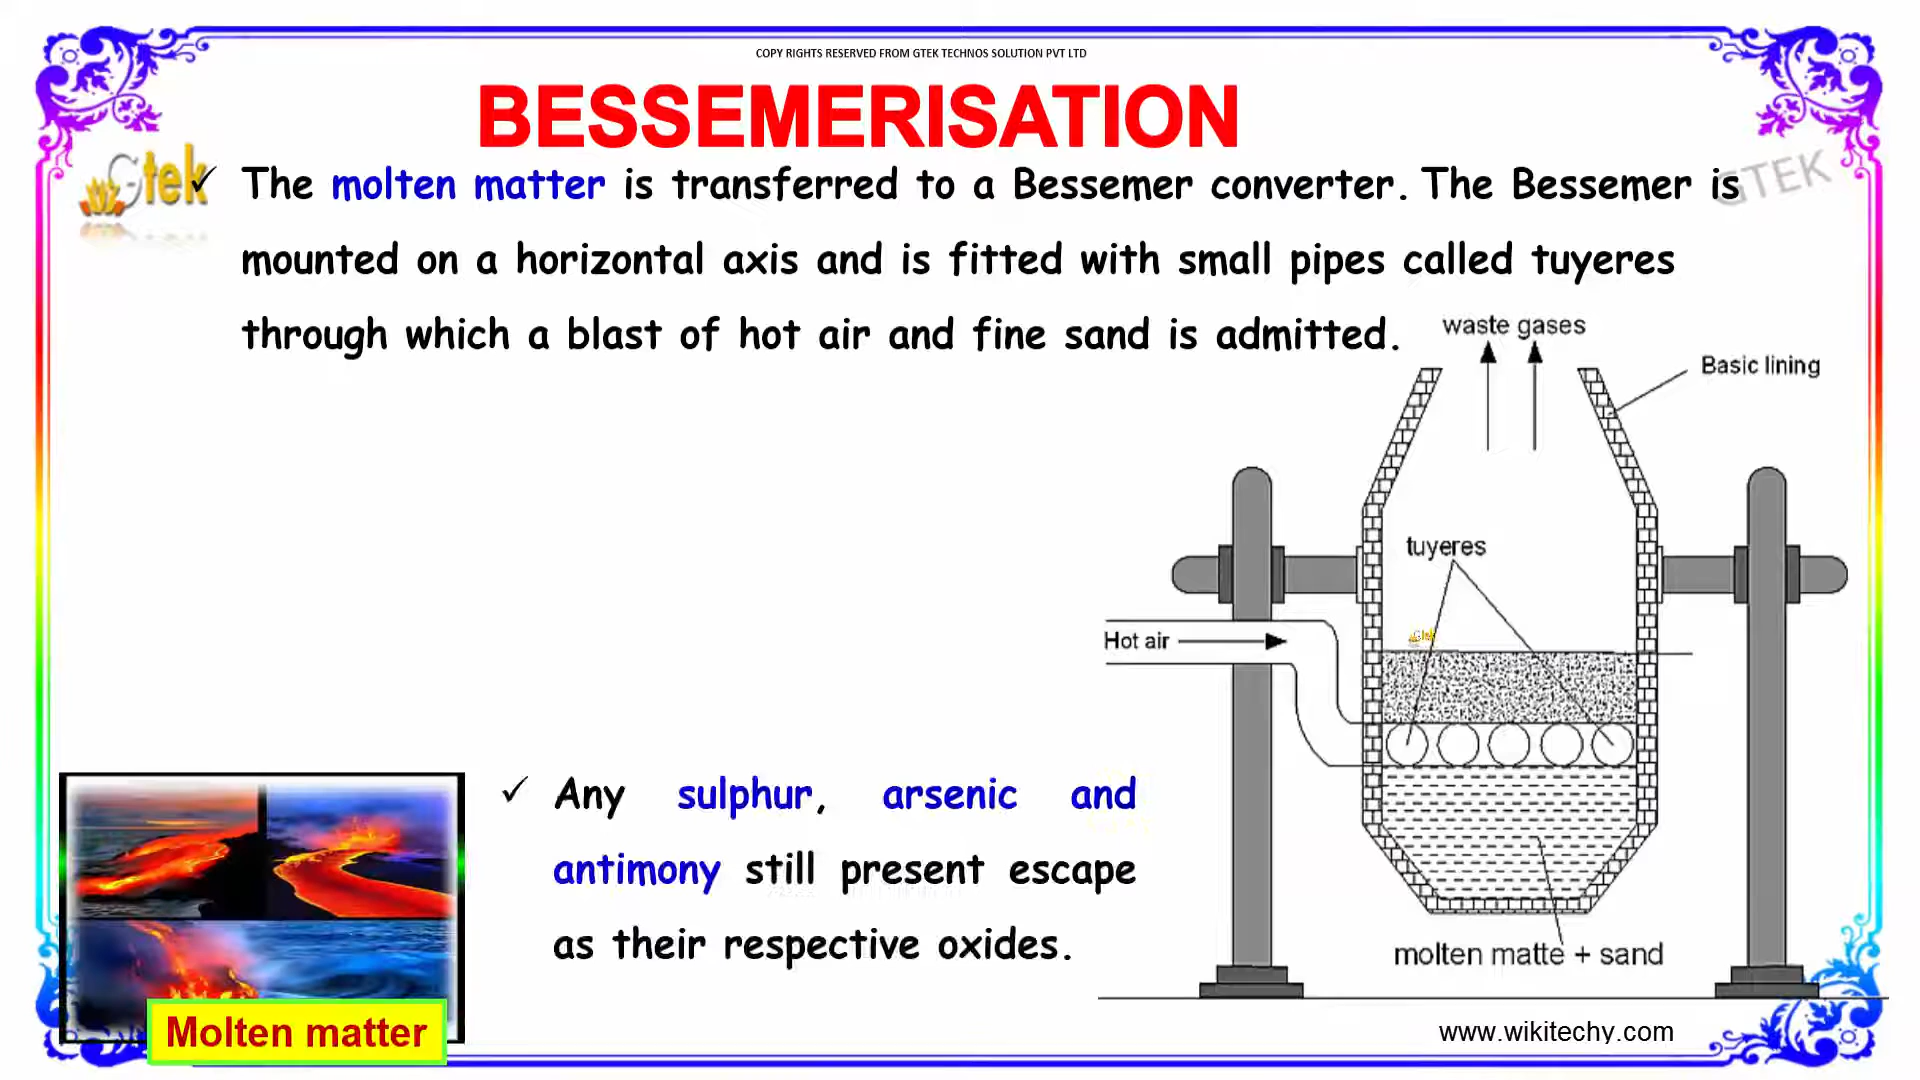 COPY RIGHTS RESERVED FROM GTEK TECHNOS SOLUTION PVT LTD
BESSEMERISATION
Gtek
GTEK
✓ The molten matter is transferred to a Bessemer converter. The Bessemer is
mounted on a horizontal axis and is fitted with small pipes called tuyeres
through which a blast of hot air and fine sand is admitted.
waste gases
Basic lining
tuyeres
Gtek
Hot air
✓ Any sulphur, arsenic and
antimony still present escape
as their respective oxides.
molten matte + sand
Molten matter
www.wikitechy.com